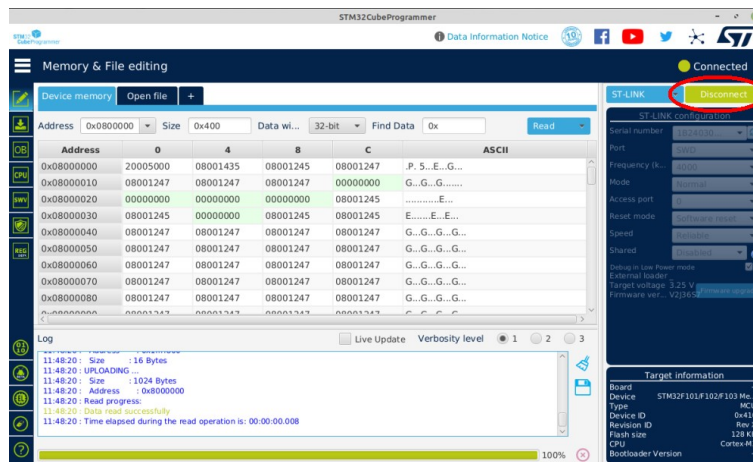 STM32CubeProgrammer
STM32
CubeProgrammer
Data Information Notice
Memory & File editing
Connected
Device memory
Open file
+
ST-LINK
Disconnect
Address 0x0800000 Size 0x400 Data wi... 32-bit Find Data 0x Read
Address 0 4 8 C ASCII
0x08000000 20005000 08001435 08001245 08001247 .P. 5...E...G...
0x08000010 08001247 08001247 08001247 00000000 G...G...G.......
0x08000020 00000000 00000000 00000000 08001245 ............E...
0x08000030 08001245 00000000 08001245 08001245 E.......E...E...
0x08000040 08001247 08001247 08001247 08001247 G...G...G...G...
0x08000050 08001247 08001247 08001247 08001247 G...G...G...G...
0x08000060 08001247 08001247 08001247 08001247 G...G...G...G...
0x08000070 08001247 08001247 08001247 08001247 G...G...G...G...
0x08000080 08001247 08001247 08001247 08001247 G...G...G...G...
ST-LINK configuration
Serial number
Port SWD
Frequency (k... 4000
Mode Normal
Access port 0
Reset mode Software reset
Speed Reliable
Shared Disabled
Debug in Low Power mode
External loader _
Target voltage 3.25 V
Firmware ver...
Log
Live Update Verbosity level 1 2 3
11:48:20 : Size : 16 Bytes
11:48:20 : UPLOADING ...
11:48:20 : Size : 1024 Bytes
11:48:20 : Address : 0x8000000
11:48:20 : Read progress:
11:48:20 : Data read successfully
11:48:20 : Time elapsed during the read operation is: 00:00:00.008
100%
Target information
Board
Device STM32F101/F102/F103 Me..
Type MCU
Device ID 0x410
Revision ID Rev
Flash size 128 K
CPU Cortex-M
Bootloader Version
OB
CPU
SWV
REG